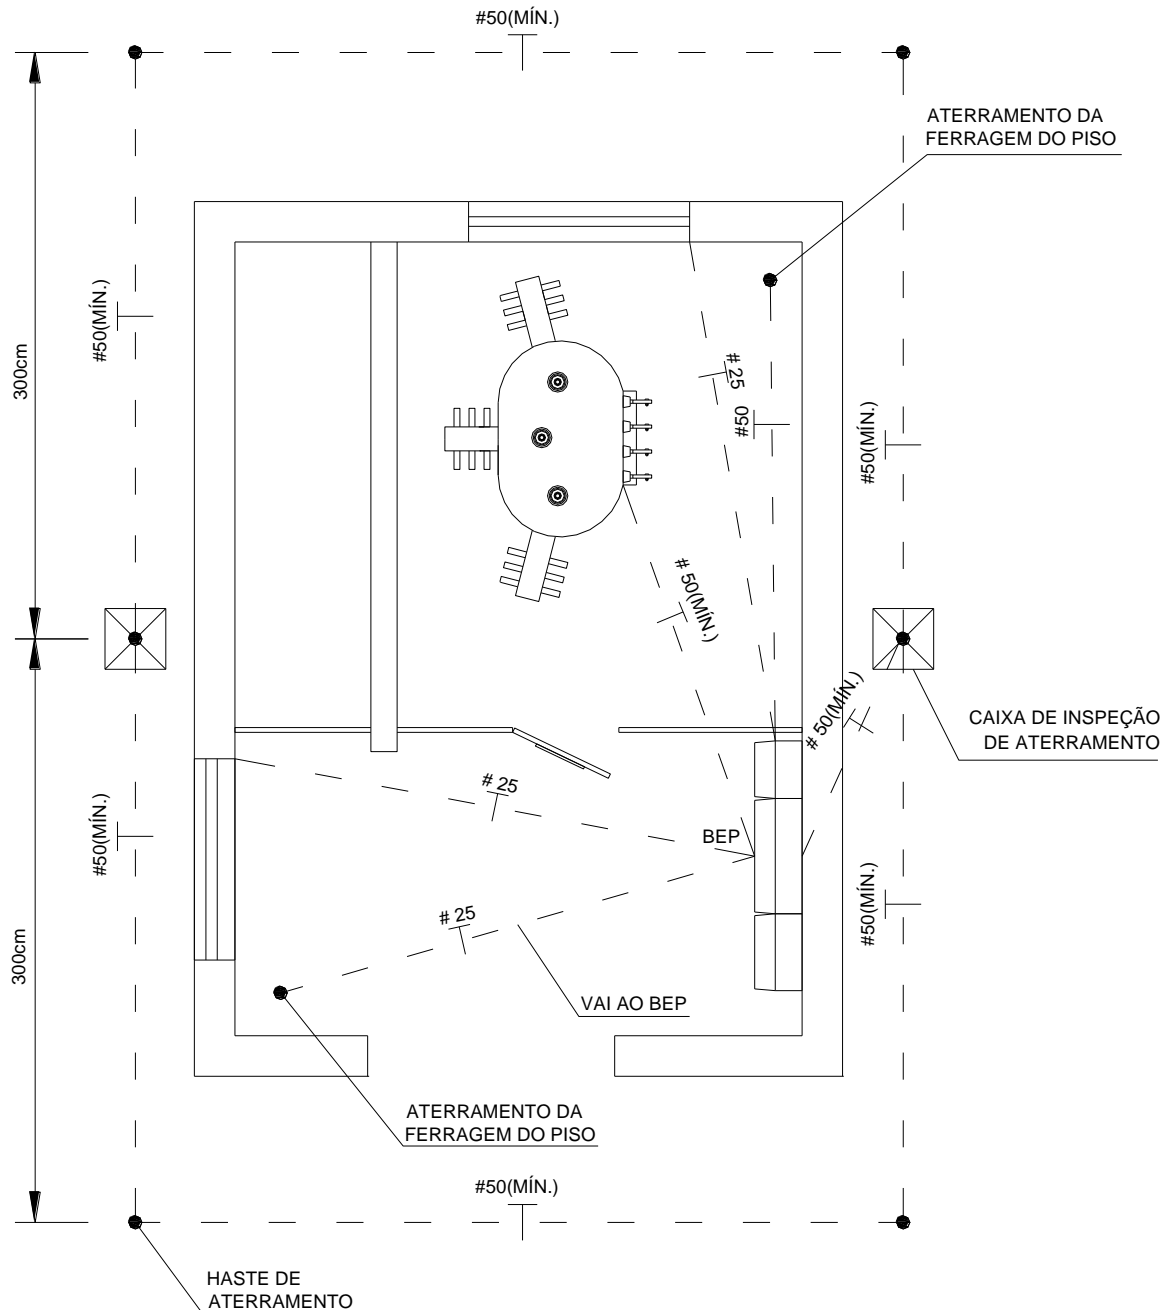 #50(MÍN.)
ATERRAMENTO DA
FERRAGEM DO PISO
#50(MÍN.)
300cm
# 25
#50
#50(MÍN.)
# 50(MÍN.)
# 50(MÍN.)
CAIXA DE INSPEÇÃO
DE ATERRAMENTO
# 25
#50(MÍN.)
BEP
#50(MÍN.)
# 25
300cm
VAI AO BEP
ATERRAMENTO DA
FERRAGEM DO PISO
#50(MÍN.)
HASTE DE
ATERRAMENTO